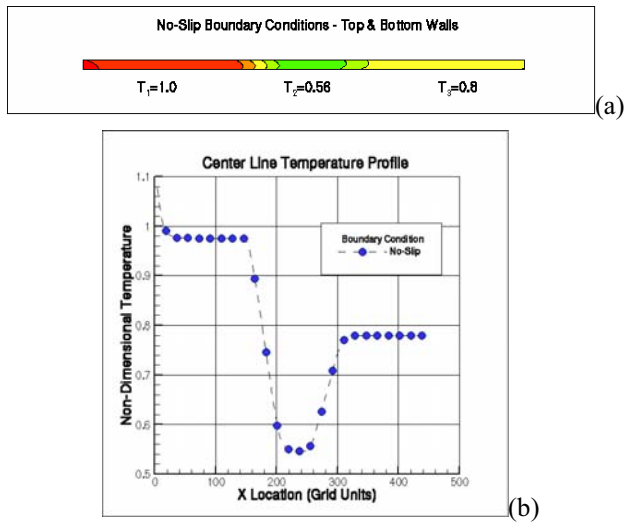 No-Slip Boundary Conditions - Top & Bottom Walls
T₁=1.0 T₂=0.56 T₃=0.8
(a)
Center Line Temperature Profile
Non-Dimensional Temperature
1.1
1
0.9
0.8
0.7
0.6
0.5
Boundary Condition
No-Slip
0 100 200 300 400 500
X Location (Grid Units)
(b)